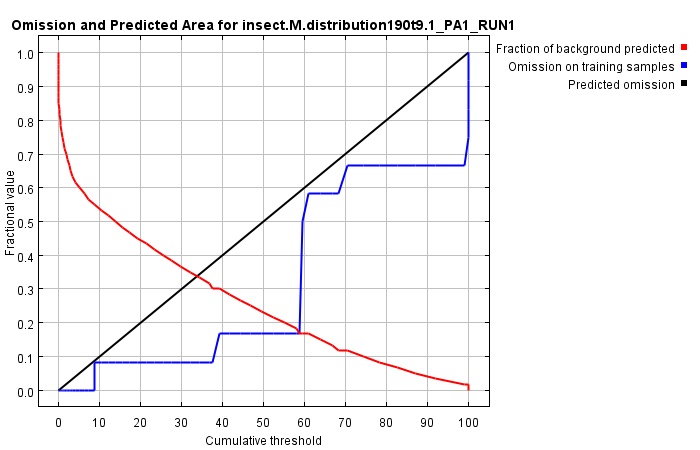 Omission and Predicted Area for insect.M.distribution190t9.1_PA1_RUN1
Fraction of background predicted
Omission on training samples
Predicted omission
Fractional value
1.0
0.9
0.8
0.7
0.6
0.5
0.4
0.3
0.2
0.1
0.0
0 10 20 30 40 50 60 70 80 90 100
Cumulative threshold